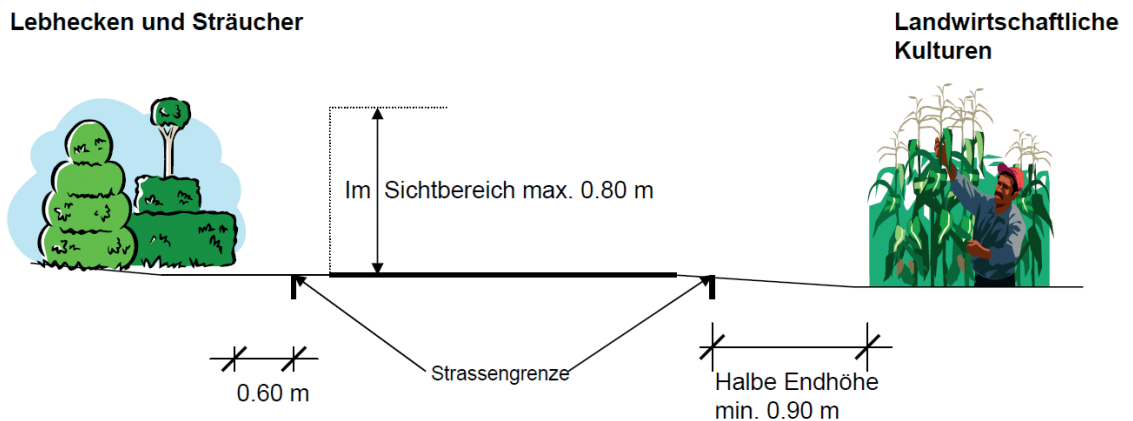 Lebhecken und Sträucher
Landwirtschaftliche
Kulturen
Im Sichtbereich max. 0.80 m
Strassengrenze
0.60 m
Halbe Endhöhe
min. 0.90 m